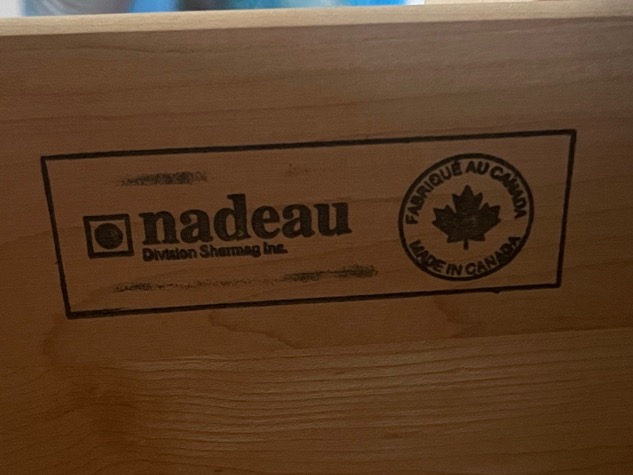 nadeau
Division Shermag Inc.
FABRIQUÉ AU CANADA
MADE IN CANADA